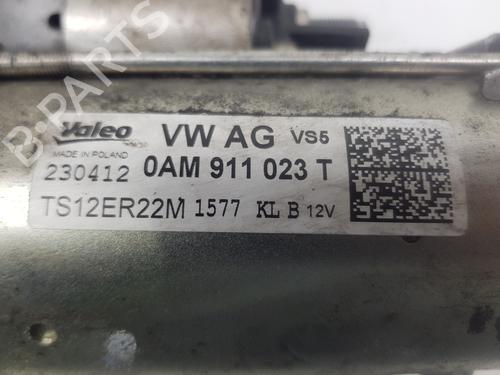 Valeo
VW AG VS5
MADE IN POLAND
230412 0AM 911 023 T
TS12ER22M 1577 KL B 12V
B-PARTS